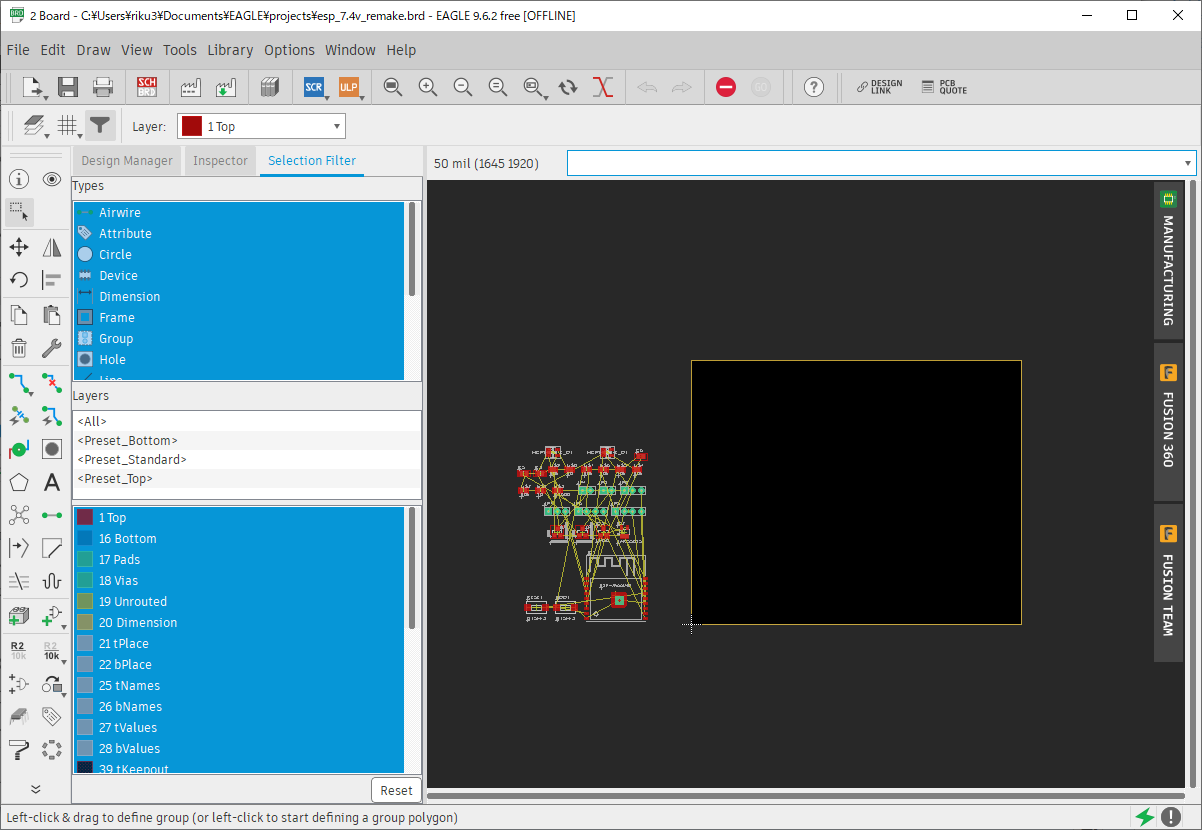 2 Board - C:¥Users¥riku3¥Documents¥EAGLE¥projects¥esp_7.4v_remake.brd - EAGLE 9.6.2 free [OFFLINE]
File Edit Draw View Tools Library Options Window Help
SCH
BRD
SCR
ULP
GO
DESIGN
LINK
PCB
QUOTE
Layer: 1 Top
Design Manager Inspector Selection Filter
50 mil (1645 1920)
Types
Airwire
Attribute
Circle
Device
Dimension
Frame
Group
Hole
Line
Layers
<All>
<Preset_Bottom>
<Preset_Standard>
<Preset_Top>
1 Top
16 Bottom
17 Pads
18 Vias
19 Unrouted
20 Dimension
21 tPlace
22 bPlace
25 tNames
26 bNames
27 tValues
28 bValues
39 tKeepout
Reset
R2
10k
R2
10k
MANUFACTURING
FUSION 360
FUSION TEAM
Left-click & drag to define group (or left-click to start defining a group polygon)